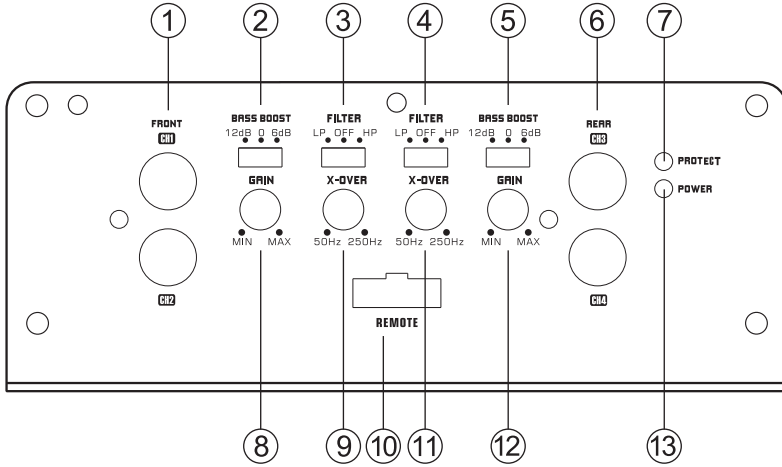 1 2 3 4 5 6 7
FRONT BASS BOOST FILTER FILTER BASS BOOST REAR
CH1 12dB 0 6dB LP OFF HP LP OFF HP 12dB 0 6dB CH3
PROTECT
GAIN X-OVER X-OVER GAIN
POWER
MIN MAX 50Hz 250Hz 50Hz 250Hz MIN MAX
CH2 CH4
REMOTE
8 9 10 11 12 13